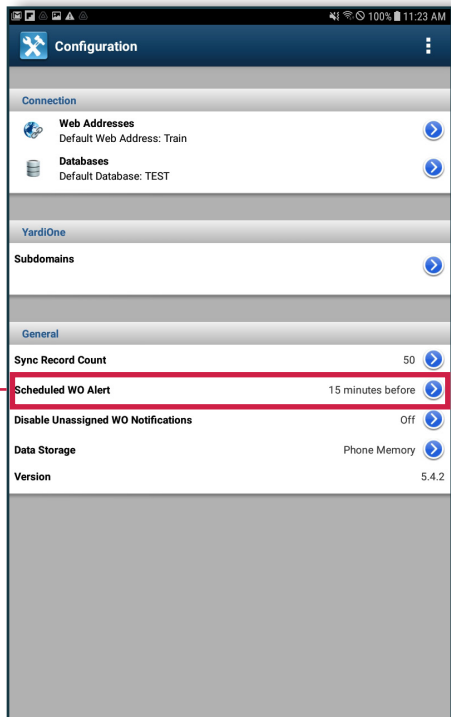 100% 11:23 AM
Configuration
Connection
Web Addresses
Default Web Address: Train
Databases
Default Database: TEST
YardiOne
Subdomains
General
Sync Record Count 50
Scheduled WO Alert 15 minutes before
Disable Unassigned WO Notifications Off
Data Storage Phone Memory
Version 5.4.2